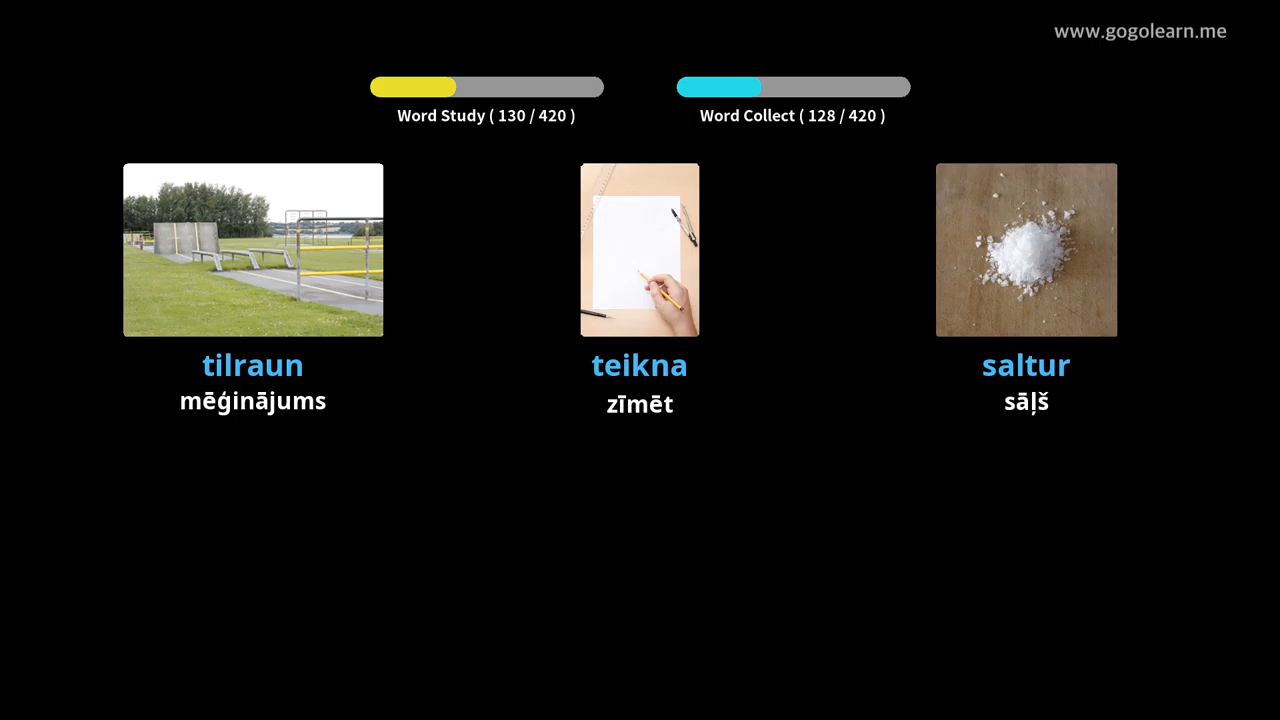 www.gogolearn.me
Word Study ( 130 / 420 )
Word Collect ( 128 / 420 )
tilraun
mēģinājums
teikna
zīmēt
saltur
sāļš